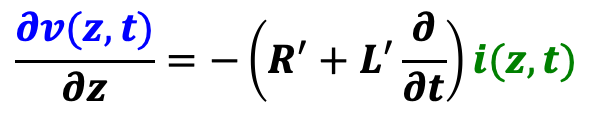 ∂v(z, t)/∂z = −(R′ + L′ ∂/∂t) i(z, t)